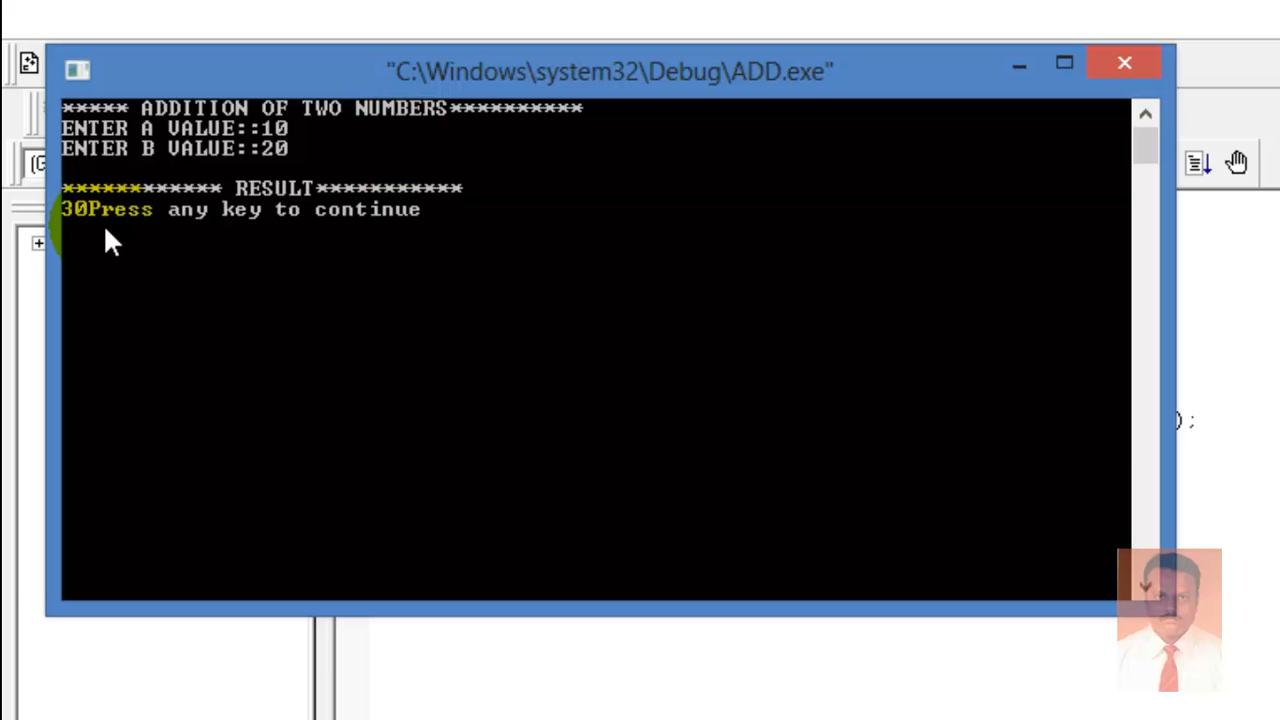 "C:\Windows\system32\Debug\ADD.exe"
***** ADDITION OF TWO NUMBERS**********
ENTER A VALUE::10
ENTER B VALUE::20
************ RESULT***********
30Press any key to continue
(G
);